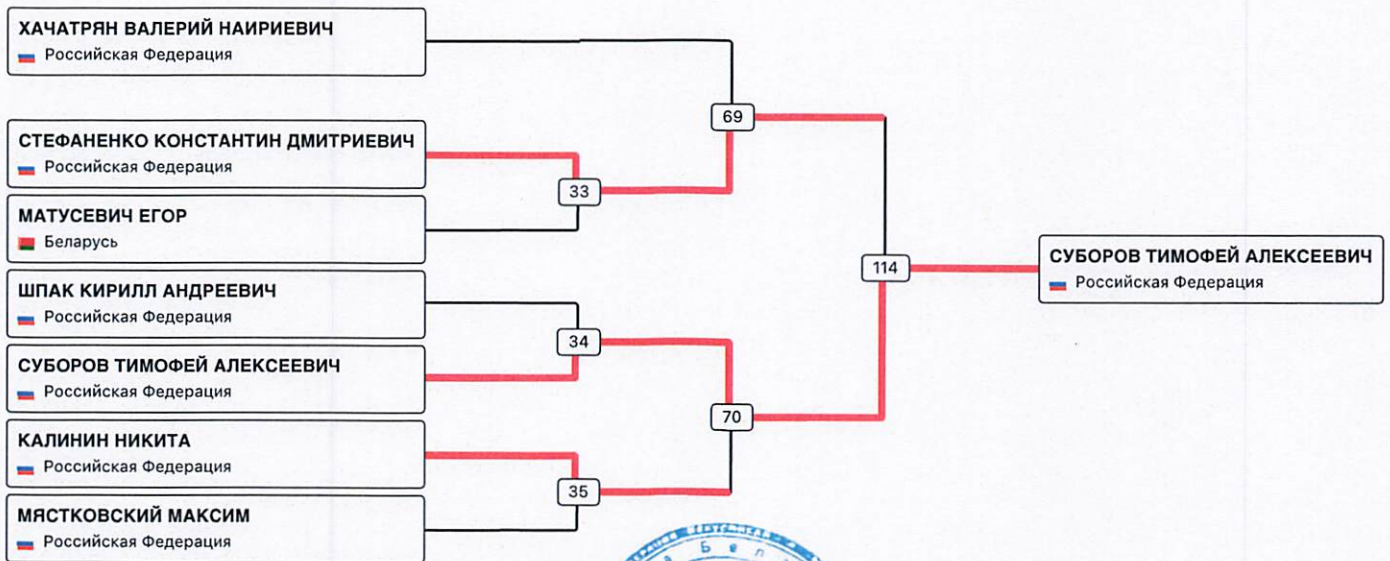 ХАЧАТРЯН ВАЛЕРИЙ НАИРИЕВИЧ
Российская Федерация
69
СТЕФАНЕНКО КОНСТАНТИН ДМИТРИЕВИЧ
Российская Федерация
33
МАТУСЕВИЧ ЕГОР
Беларусь
СУБОРОВ ТИМОФЕЙ АЛЕКСЕЕВИЧ
Российская Федерация
114
ШПАК КИРИЛЛ АНДРЕЕВИЧ
Российская Федерация
34
СУБОРОВ ТИМОФЕЙ АЛЕКСЕЕВИЧ
Российская Федерация
70
КАЛИНИН НИКИТА
Российская Федерация
35
МЯСТКОВСКИЙ МАКСИМ
Российская Федерация